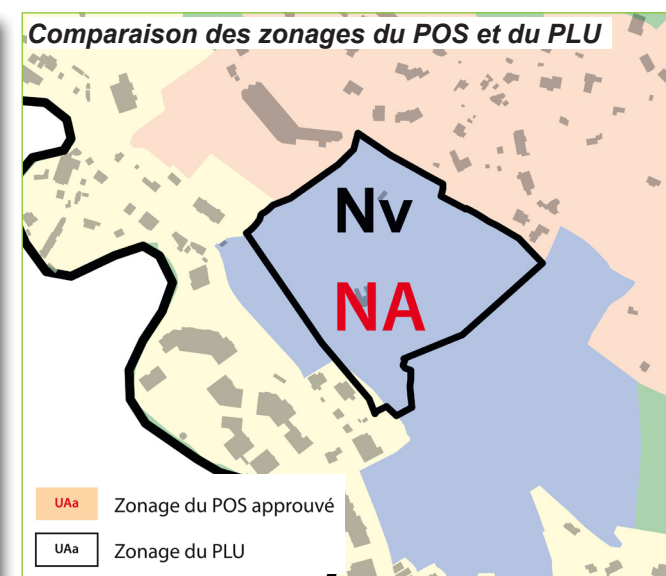 Comparaison des zonages du POS et du PLU
Nv
NA
UAa Zonage du POS approuvé
UAa Zonage du PLU